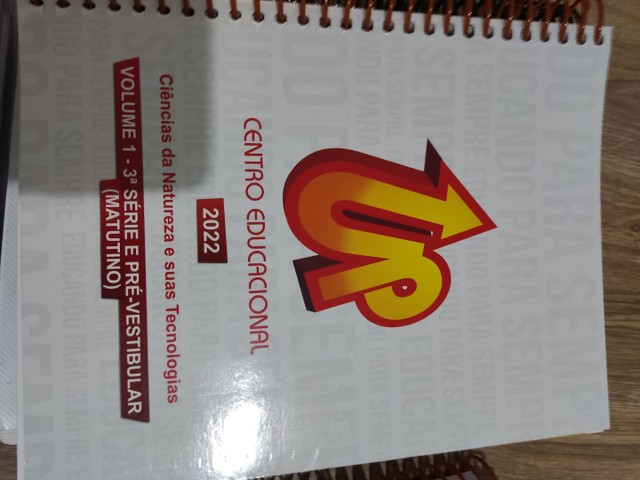 UP
CENTRO EDUCACIONAL
2022
Ciências da Natureza e suas Tecnologias
VOLUME 1 - 3ª SÉRIE E PRÉ-VESTIBULAR
(MATUTINO)